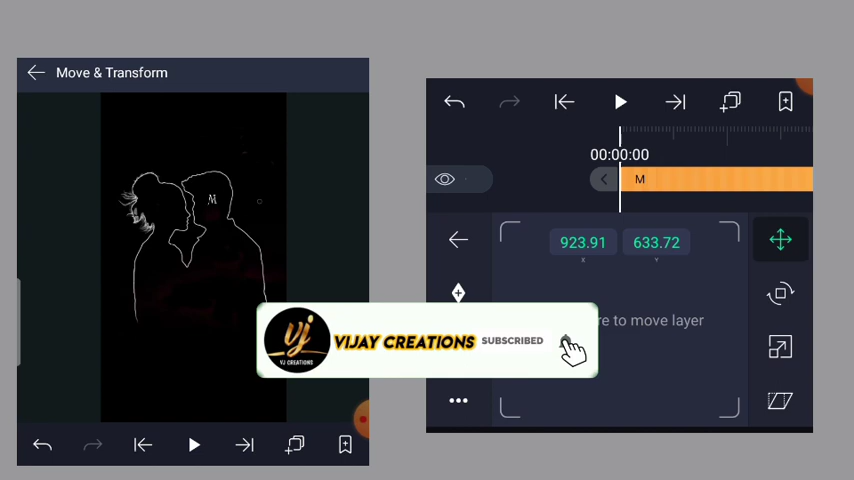 Move & Transform
M
00:00:00
M
923.91 633.72
X Y
re to move layer
vj
VJ CREATIONS
VIJAY CREATIONS SUBSCRIBED